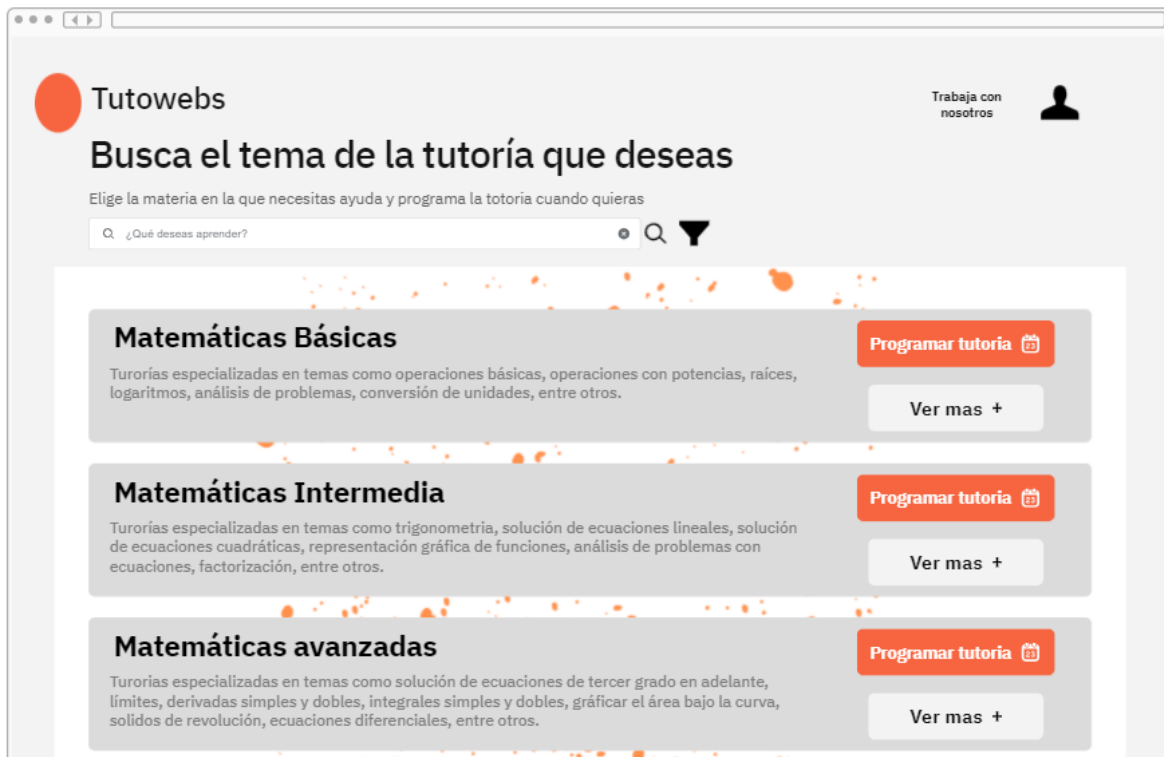 Tutowebs
Trabaja con
nosotros
Busca el tema de la tutoría que deseas
Elige la materia en la que necesitas ayuda y programa la totoria cuando quieras
¿Qué deseas aprender?
Matemáticas Básicas
Turorías especializadas en temas como operaciones básicas, operaciones con potencias, raíces,
logaritmos, análisis de problemas, conversión de unidades, entre otros.
Programar tutoria 23
Ver mas +
Matemáticas Intermedia
Turorías especializadas en temas como trigonometria, solución de ecuaciones lineales, solución
de ecuaciones cuadráticas, representación gráfica de funciones, análisis de problemas con
ecuaciones, factorización, entre otros.
Programar tutoria 23
Ver mas +
Matemáticas avanzadas
Turorias especializadas en temas como solución de ecuaciones de tercer grado en adelante,
límites, derivadas simples y dobles, integrales simples y dobles, gráficar el área bajo la curva,
solidos de revolución, ecuaciones diferenciales, entre otros.
Programar tutoria 23
Ver mas +